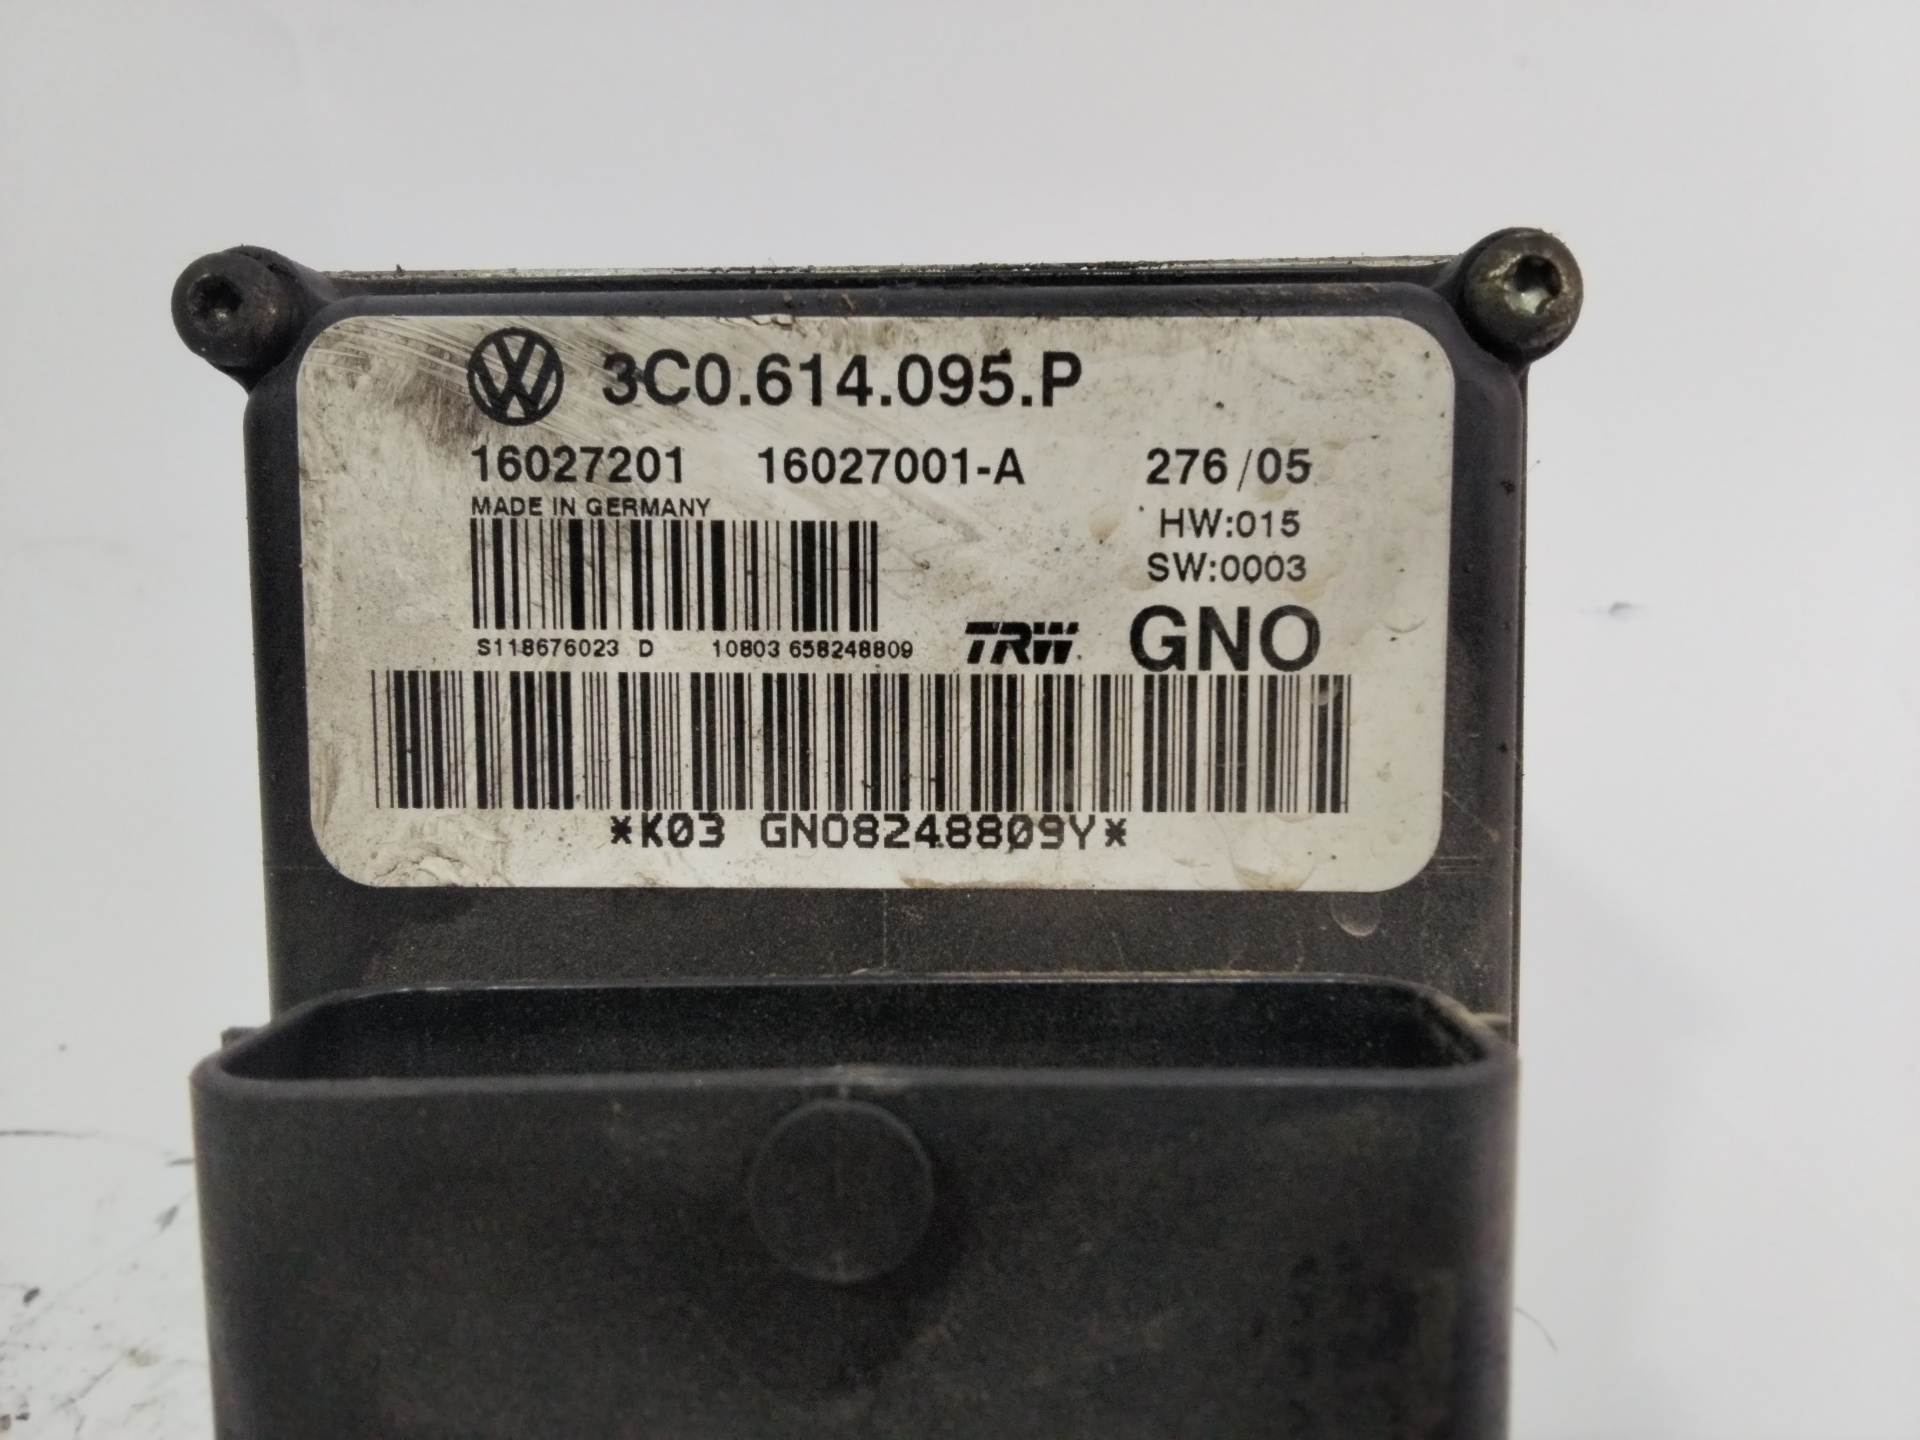 3C0.614.095.P
16027201 16027001-A 276/05
MADE IN GERMANY
HW:015
SW:0003
S118676023 D 10803 658248809 TRW GNO
*K03 GNO8248809Y*